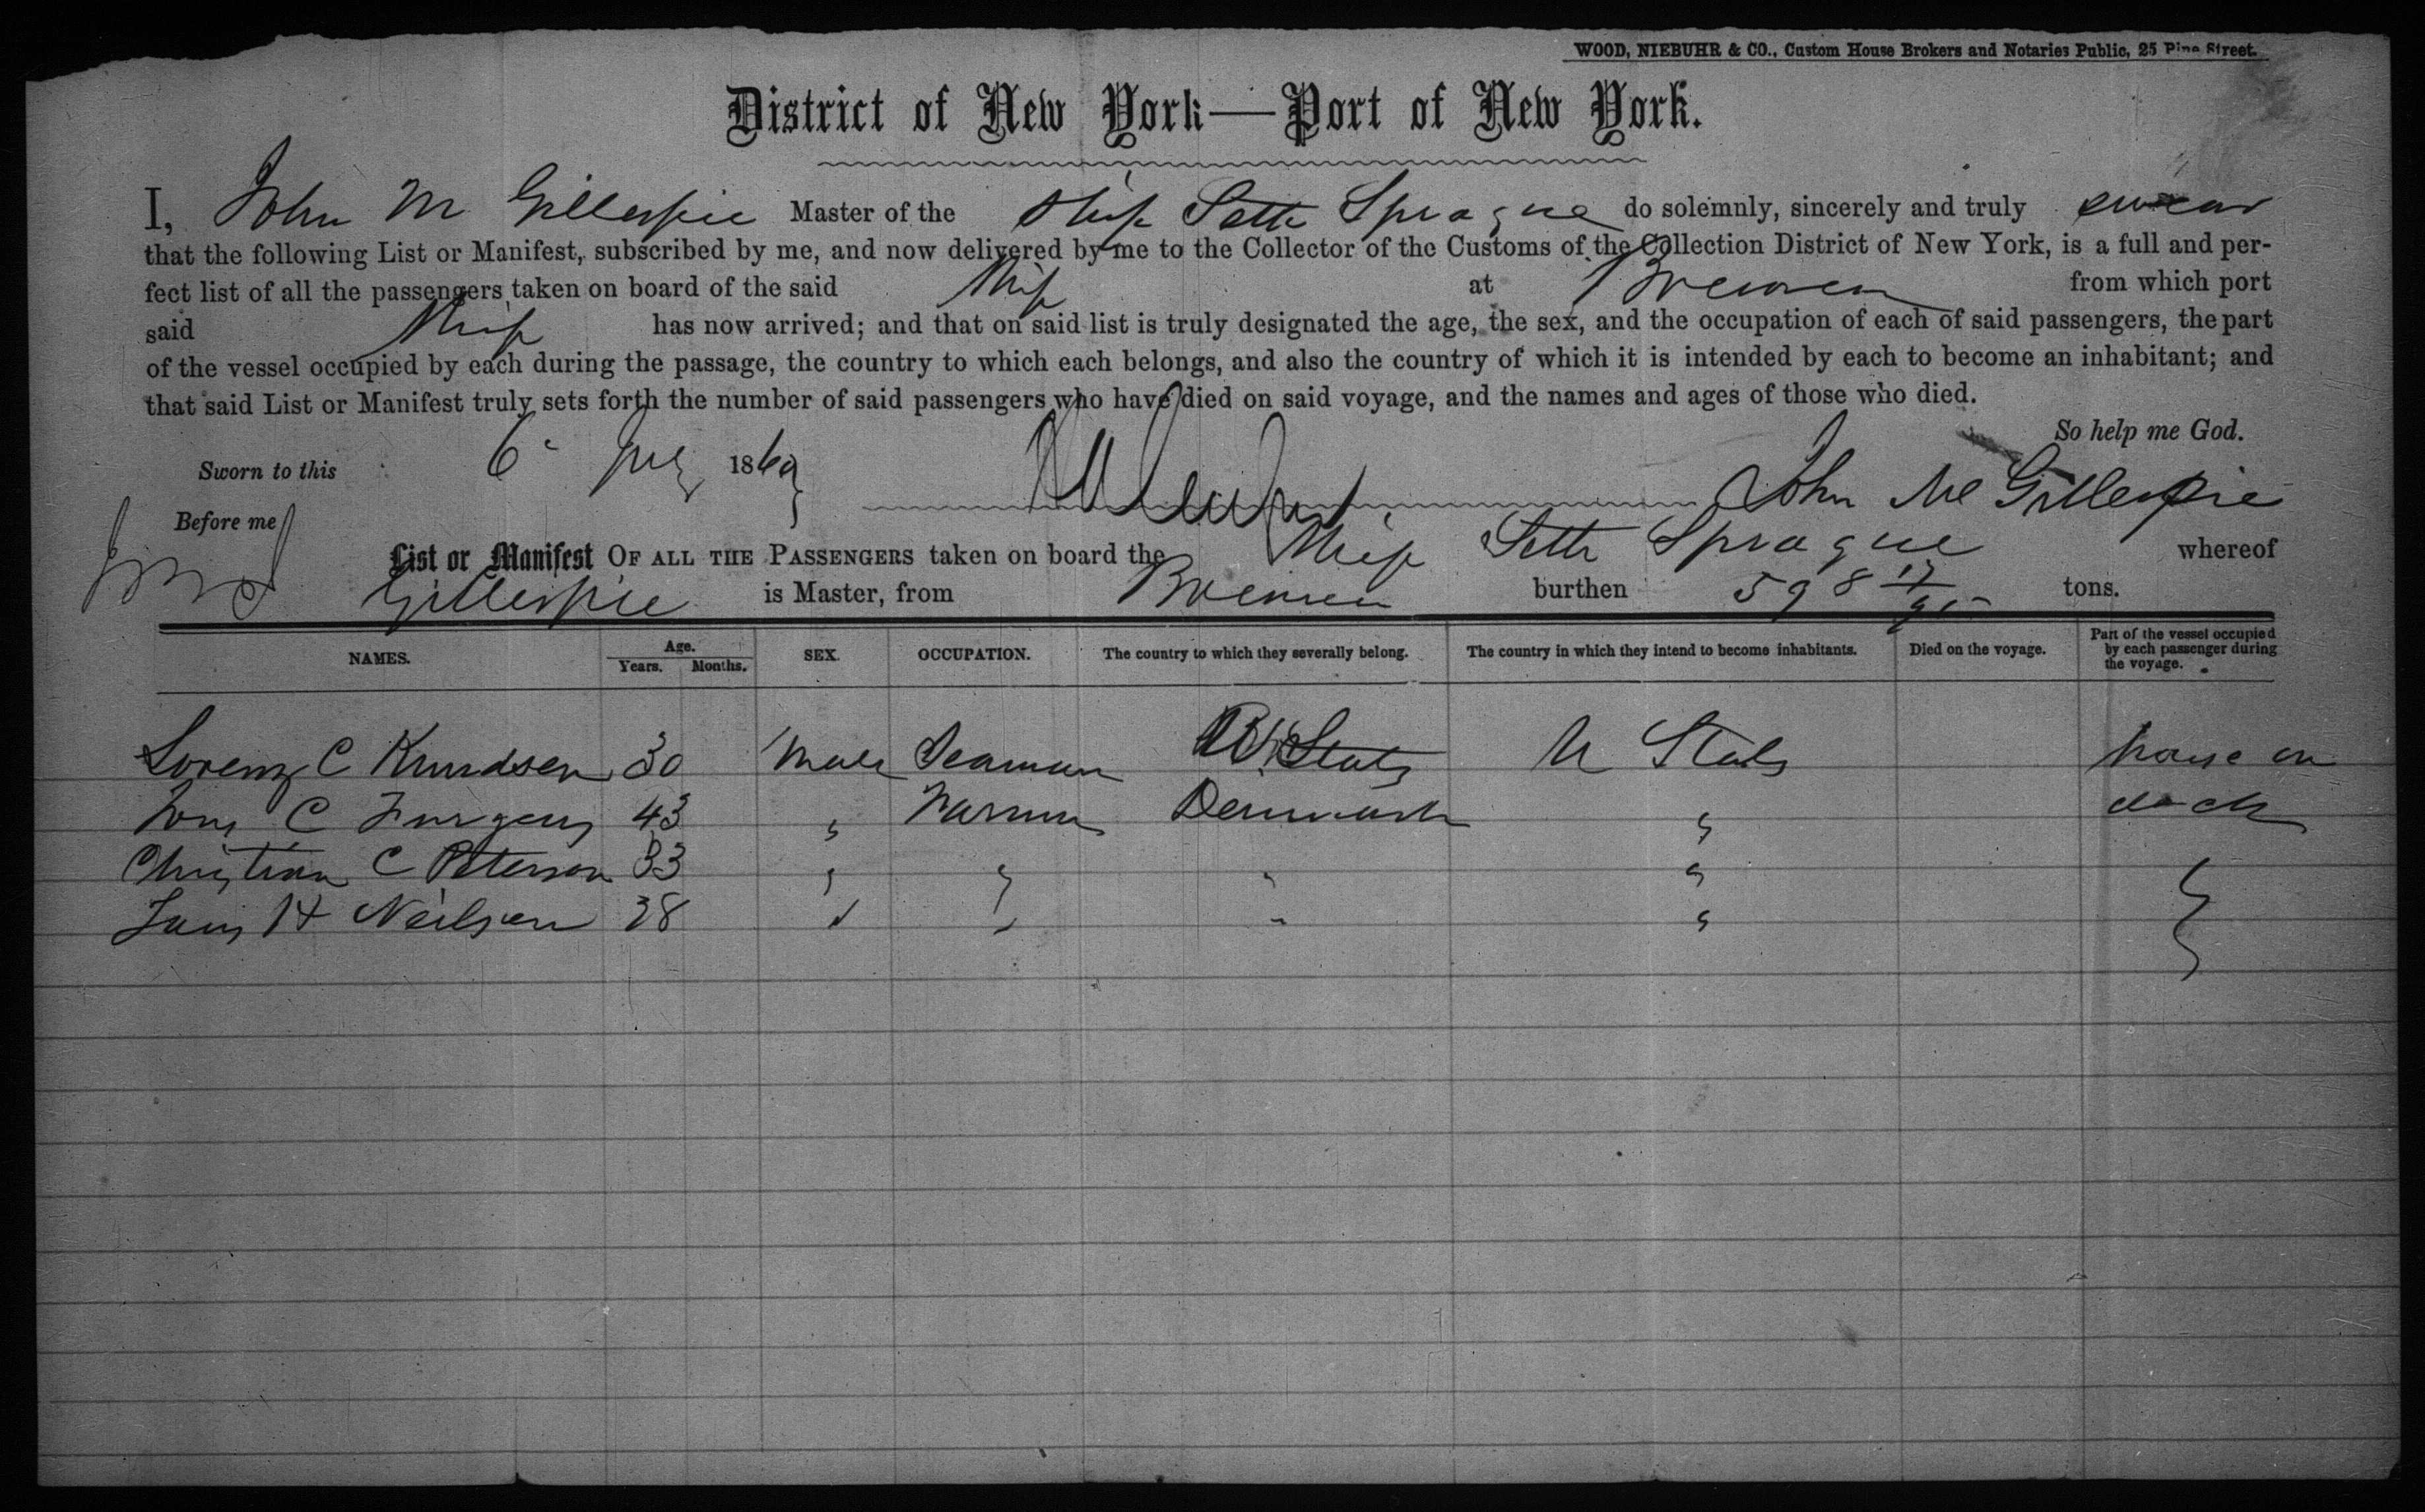 WOOD, NIEBUHR & CO., Custom House Brokers and Notaries Public, 25 Pine Street.
District of New York—Port of New York.
I, John M Gillespie Master of the Ship Seth Sprague do solemnly, sincerely and truly swear
that the following List or Manifest, subscribed by me, and now delivered by me to the Collector of the Customs of the Collection District of New York, is a full and per-
fect list of all the passengers taken on board of the said Ship at Bremen from which port
said Ship has now arrived; and that on said list is truly designated the age, the sex, and the occupation of each of said passengers, the part
of the vessel occupied by each during the passage, the country to which each belongs, and also the country of which it is intended by each to become an inhabitant; and
that said List or Manifest truly sets forth the number of said passengers who have died on said voyage, and the names and ages of those who died.
So help me God.
Sworn to this 6 1869 John M Gillespie
Before me
List or Manifest OF ALL THE PASSENGERS taken on board the Ship Seth Sprague whereof
Gillespie is Master, from Bremen burthen 598 17/95 tons.
NAMES. Age. Years. Months. SEX. OCCUPATION. The country to which they severally belong. The country in which they intend to become inhabitants. Died on the voyage. Part of the vessel occupied by each passenger during the voyage.
Lorenz C Knudsen 30 Male Seaman U States U States house on
C 43 " Farmer Denmark " deck
Christian C Peterson 33 " " " "
H Neilsen 28 " " " "